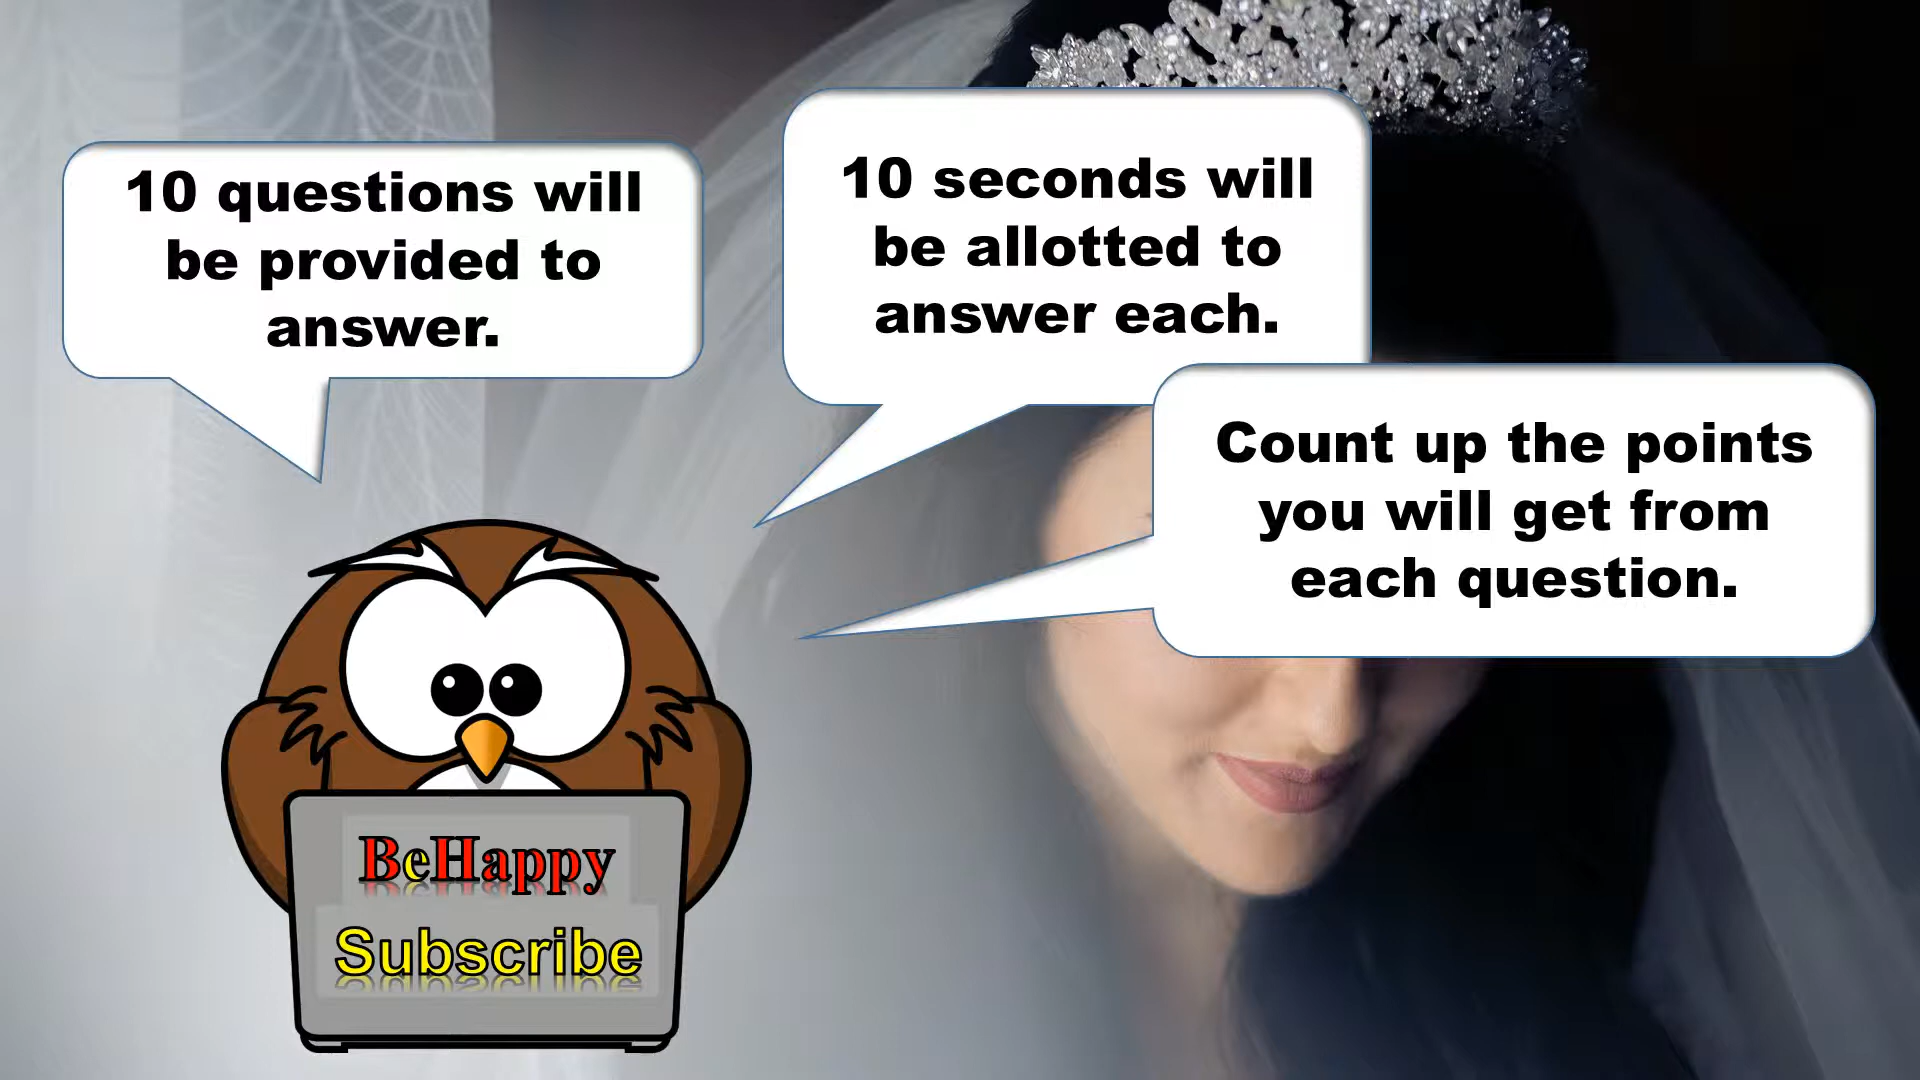 10 questions will
be provided to
answer.
10 seconds will
be allotted to
answer each.
Count up the points
you will get from
each question.
BeHappy
Subscribe